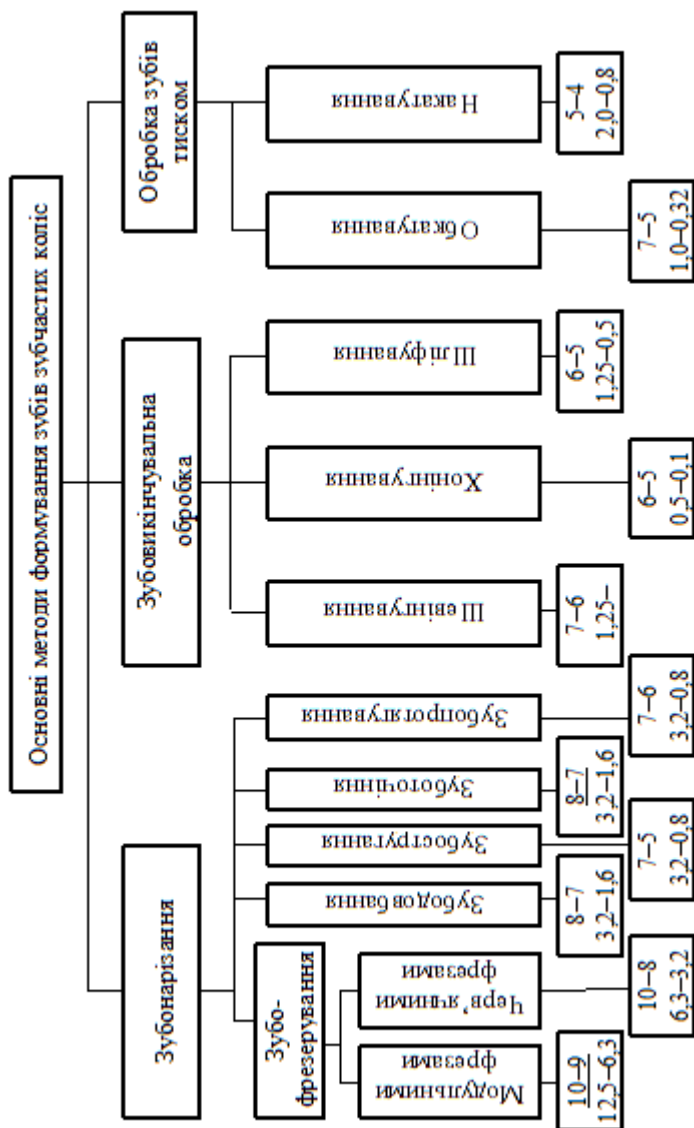 Основні методи формування зубів зубчастих коліс
Зубонарізання
Зубовикінчувальна
обробка
Обробка зубів
тиском
Зубо-
фрезерування
Модульними
фрезами
Черв’ячними
фрезами
Зубодовбання
Зубостругання
Зуботочіння
Зубопротягування
Шевінгування
Хонінгування
Шліфування
Обкатування
Накатування
10–9
12,5–6,3
10–8
6,3–3,2
8–7
3,2–1,6
7–5
3,2–0,8
8–7
3,2–1,6
7–6
3,2–0,8
7–6
1,25–
6–5
0,5–0,1
6–5
1,25–0,5
7–5
1,0–0,32
5–4
2,0–0,8